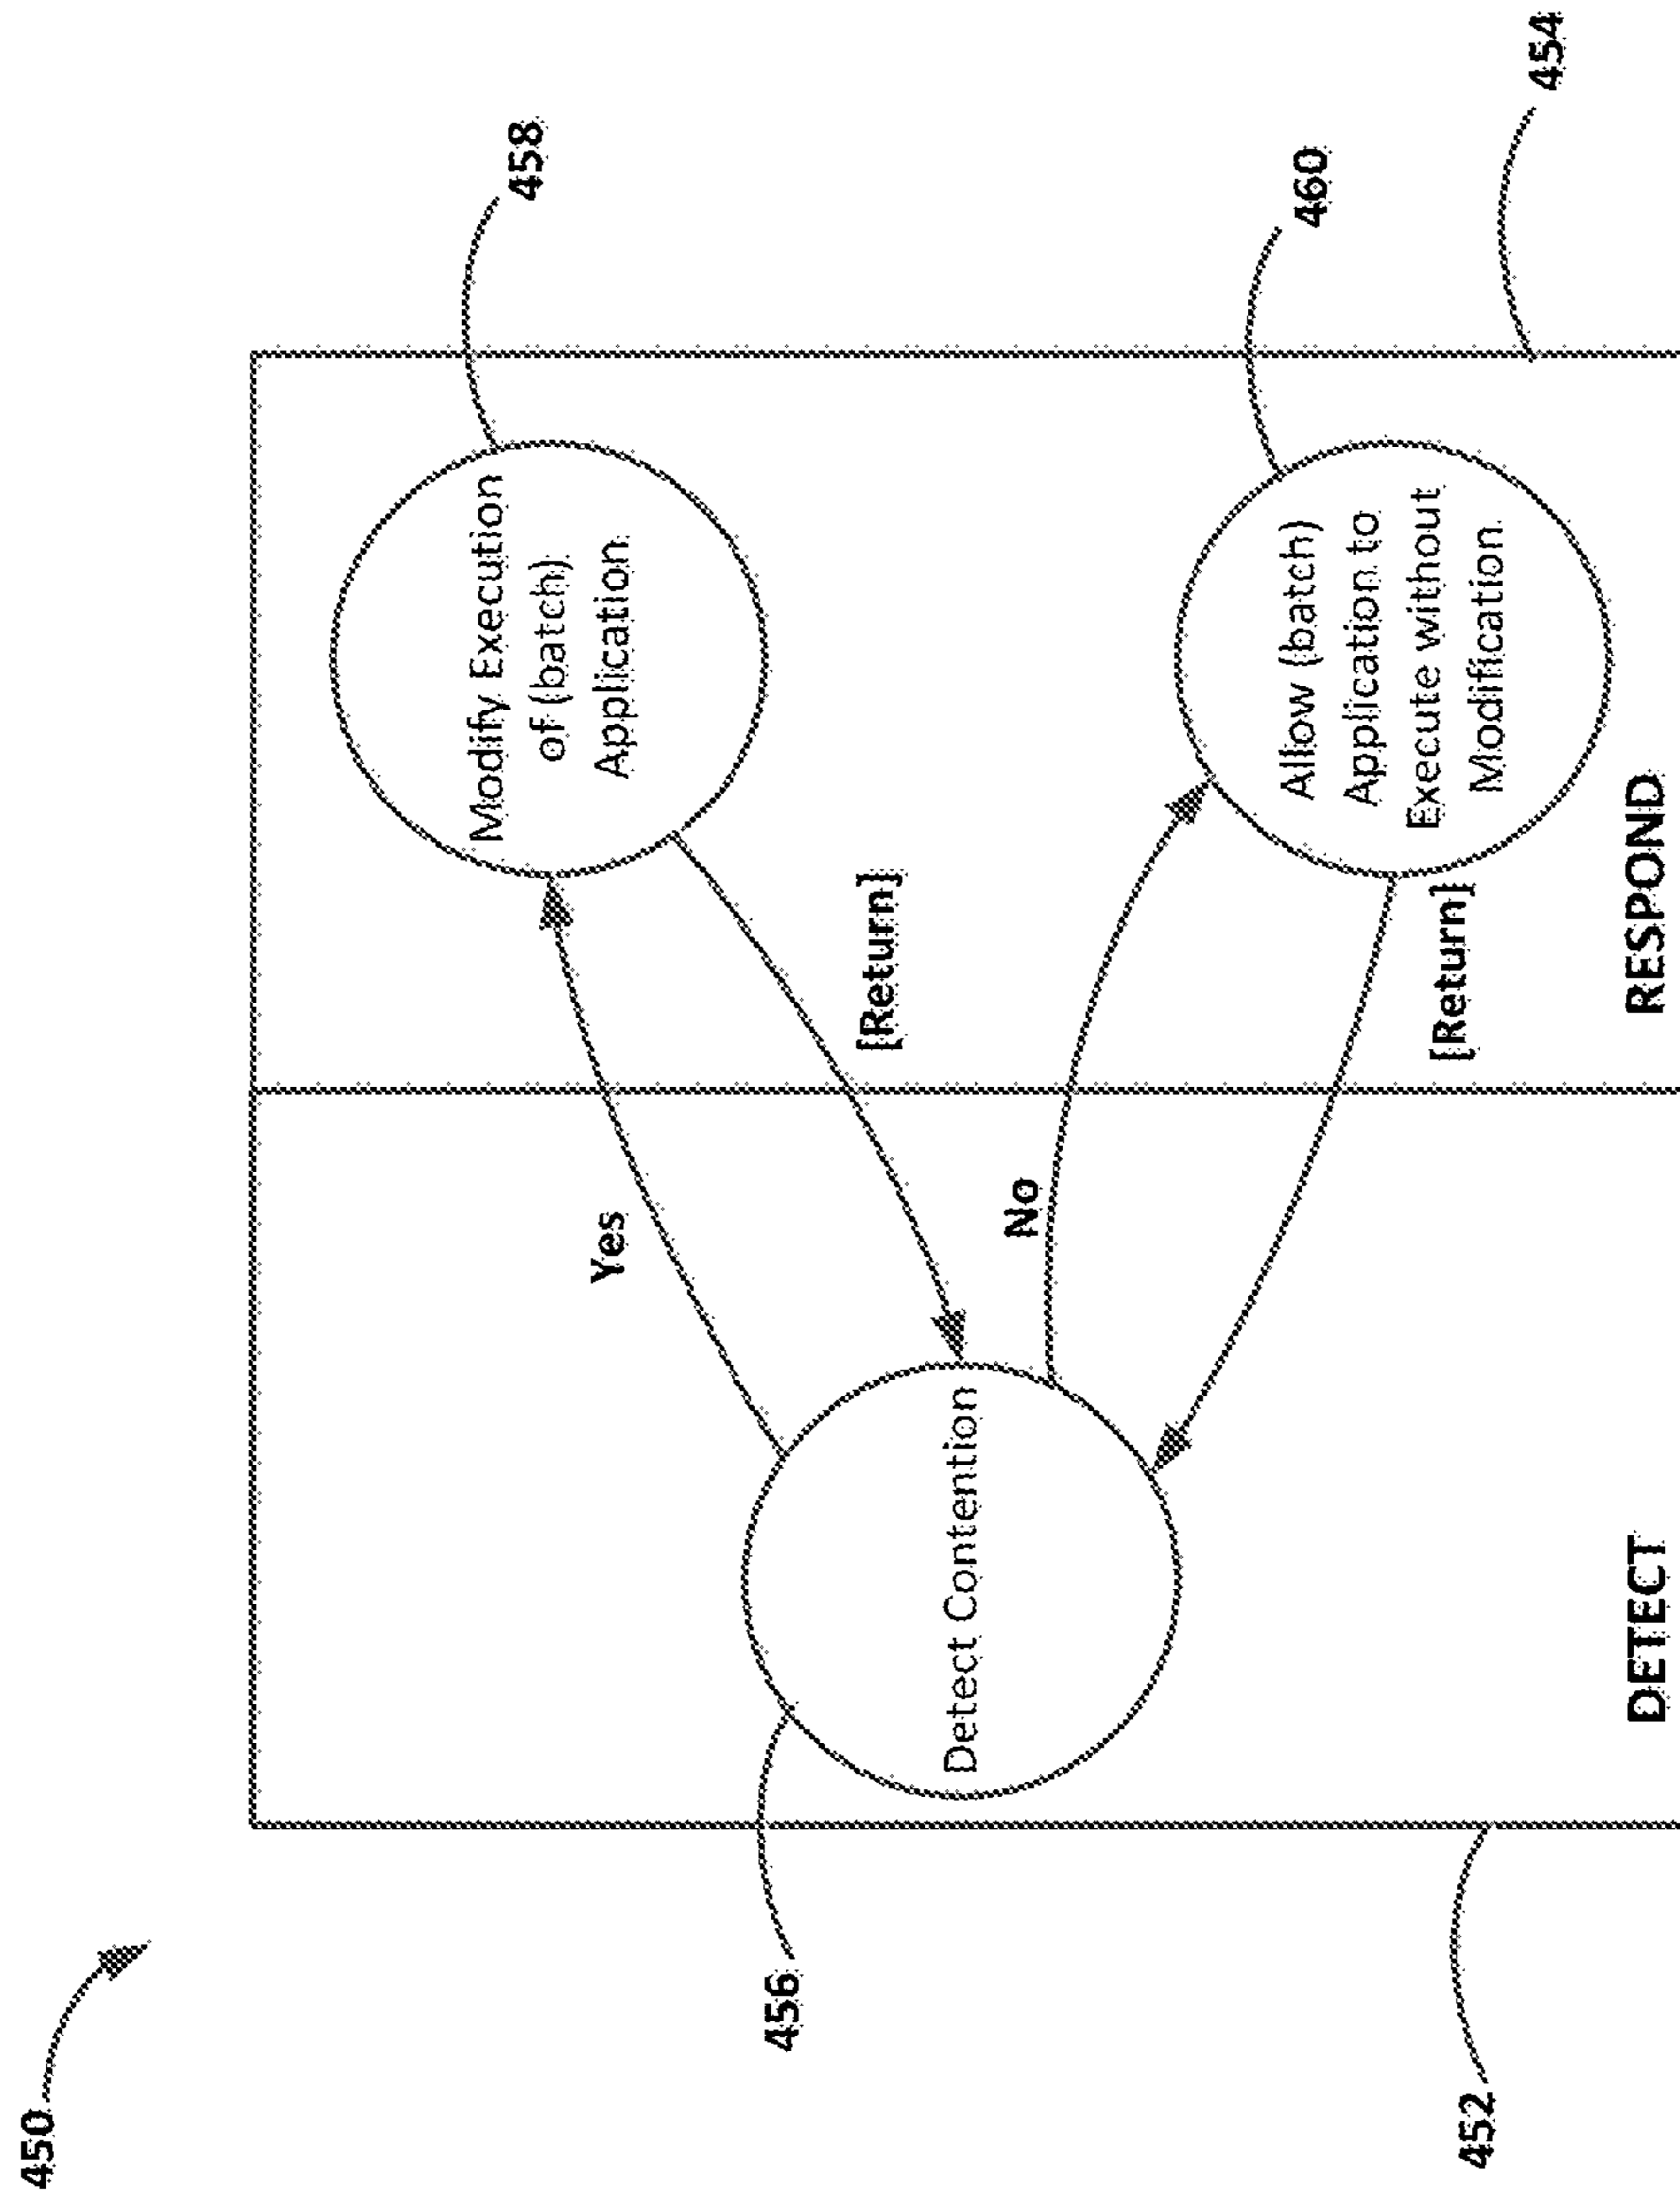 450
458
Modify Execution
of (batch)
Application
Yes
456
[Return]
Detect Contention
No
460
Allow (batch)
Application to
Execute without
Modification
[Return]
452
454
DETECT
RESPOND